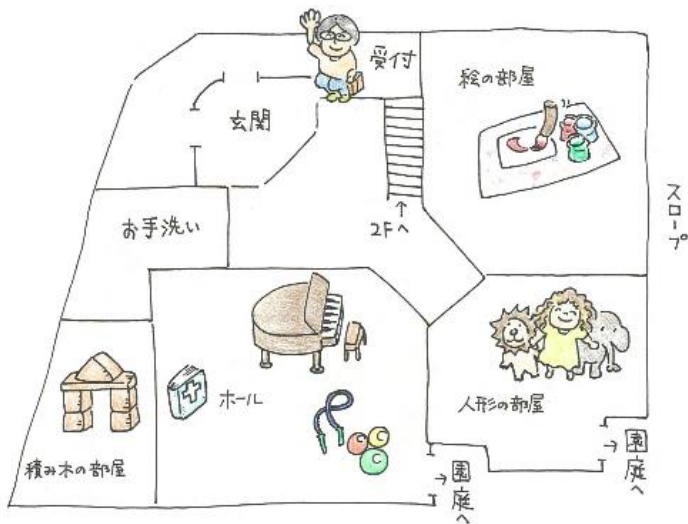 受付
絵の部屋
玄関
スロープ
お手洗い
2Fへ
人形の部屋
ホール
→園庭へ
積み木の部屋
→園庭へ